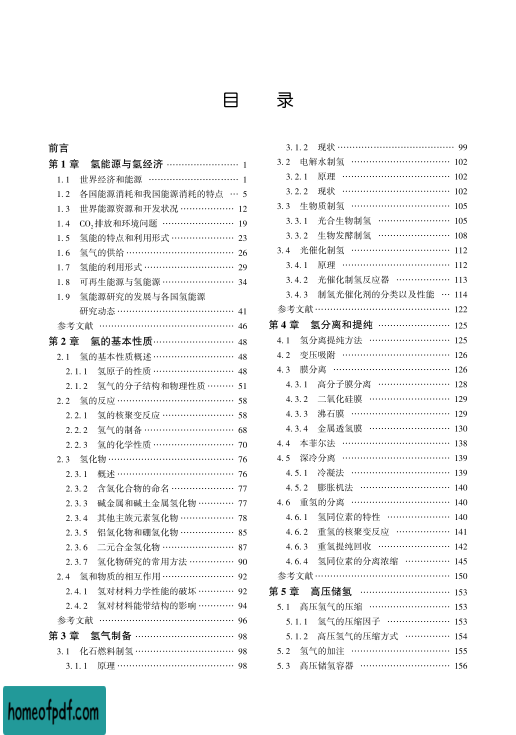 目 录
前言
第1章 氢能源与氢经济 …………………… 1
1.1 世界经济和能源 ………………………… 1
1.2 各国能源消耗和我国能源消耗的特点 … 5
1.3 世界能源资源和开发状况 …………… 12
1.4 CO₂排放和环境问题 ………………… 19
1.5 氢能的特点和利用形式 ……………… 23
1.6 氢气的供给 …………………………… 26
1.7 氢能的利用形式 ……………………… 29
1.8 可再生能源与氢能源 ………………… 34
1.9 氢能源研究的发展与各国氢能源
研究动态 ………………………………… 41
参考文献 …………………………………… 46
第2章 氢的基本性质 …………………… 48
2.1 氢的基本性质概述 …………………… 48
2.1.1 氢原子的性质 ……………………… 48
2.1.2 氢气的分子结构和物理性质 ……… 51
2.2 氢的反应 ……………………………… 58
2.2.1 氢的核聚变反应 …………………… 58
2.2.2 氢气的制备 ………………………… 68
2.2.3 氢的化学性质 ……………………… 70
2.3 氢化物 ………………………………… 76
2.3.1 概述 ………………………………… 76
2.3.2 含氢化合物的命名 ………………… 77
2.3.3 碱金属和碱土金属氢化物 ………… 77
2.3.4 其他主族元素氢化物 ……………… 78
2.3.5 铝氢化物和硼氢化物 ……………… 85
2.3.6 二元合金氢化物 …………………… 87
2.3.7 氢化物研究的常用方法 …………… 90
2.4 氢和物质的相互作用 ………………… 92
2.4.1 氢对材料力学性能的破坏 ………… 92
2.4.2 氢对材料能带结构的影响 ………… 94
参考文献 …………………………………… 96
第3章 氢气制备 ………………………… 98
3.1 化石燃料制氢 ………………………… 98
3.1.1 原理 ………………………………… 98
3.1.2 现状 ………………………………… 99
3.2 电解水制氢 ………………………… 102
3.2.1 原理 ……………………………… 102
3.2.2 现状 ……………………………… 102
3.3 生物质制氢 ………………………… 105
3.3.1 光合生物制氢 …………………… 105
3.3.2 生物发酵制氢 …………………… 108
3.4 光催化制氢 ………………………… 112
3.4.1 原理 ……………………………… 112
3.4.2 光催化制氢反应器 ……………… 113
3.4.3 制氢光催化剂的分类以及性能 … 114
参考文献 ………………………………… 122
第4章 氢分离和提纯 ………………… 125
4.1 氢分离提纯方法 …………………… 125
4.2 变压吸附 …………………………… 126
4.3 膜分离 ……………………………… 126
4.3.1 高分子膜分离 …………………… 128
4.3.2 二氧化硅膜 ……………………… 129
4.3.3 沸石膜 …………………………… 129
4.3.4 金属透氢膜 ……………………… 130
4.4 本菲尔法 …………………………… 138
4.5 深冷分离 …………………………… 139
4.5.1 冷凝法 …………………………… 139
4.5.2 膨胀机法 ………………………… 140
4.6 重氢的分离 ………………………… 140
4.6.1 氢同位素的特性 ………………… 140
4.6.2 重氢的核聚变反应 ……………… 141
4.6.3 重氢提纯回收 …………………… 142
4.6.4 氢同位素的分离浓缩 …………… 145
参考文献 ………………………………… 150
第5章 高压储氢 ……………………… 153
5.1 高压氢气的压缩 …………………… 153
5.1.1 氢气的压缩因子 ………………… 153
5.1.2 高压氢气的压缩方式 …………… 154
5.2 氢气的加注 ………………………… 155
5.3 高压储氢容器 ……………………… 156
homeofpdf.com